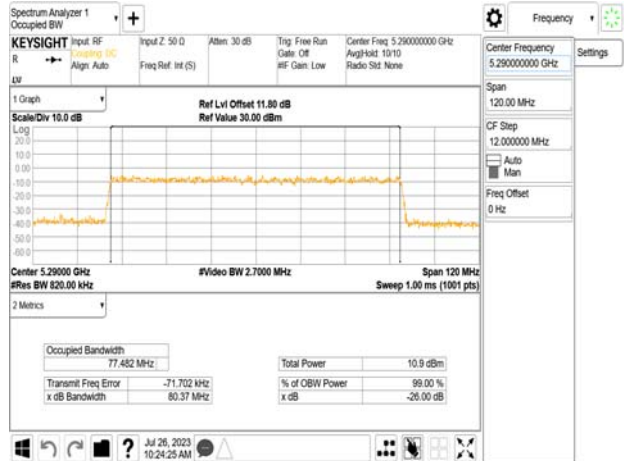 Spectrum Analyzer 1
Occupied BW
+
Frequency
KEYSIGHT
R
Input: RF
Coupling: DC
Align: Auto
Input Z: 50 Ω
Freq Ref: Int (S)
Atten: 30 dB
Trig: Free Run
Gate: Off
#IF Gain: Low
Center Freq: 5.290000000 GHz
Avg|Hold: 10/10
Radio Std: None
Center Frequency
5.290000000 GHz
Settings
Span
120.00 MHz
CF Step
12.000000 MHz
Auto
Man
Freq Offset
0 Hz
1 Graph
Scale/Div 10.0 dB
Ref Lvl Offset 11.80 dB
Ref Value 30.00 dBm
Log
20.0
10.0
0.00
-10.0
-20.0
-30.0
-40.0
-50.0
-60.0
Center 5.29000 GHz
#Res BW 820.00 kHz
#Video BW 2.7000 MHz
Span 120 MHz
Sweep 1.00 ms (1001 pts)
2 Metrics
Occupied Bandwidth
77.482 MHz
Transmit Freq Error -71.702 kHz
x dB Bandwidth 80.37 MHz
Total Power 10.9 dBm
% of OBW Power 99.00 %
x dB -26.00 dB
?
Jul 26, 2023
10:24:25 AM